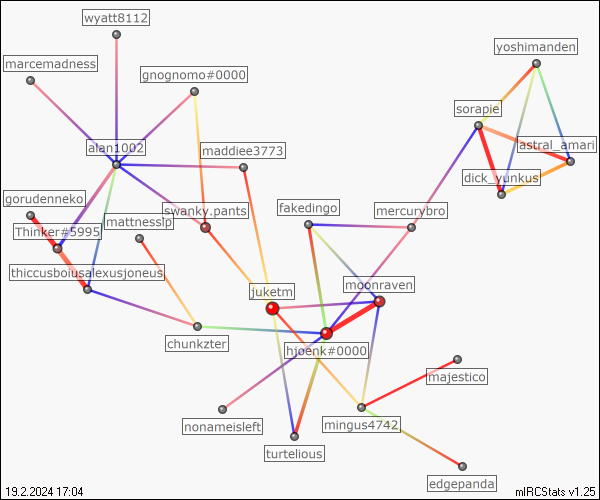 wyatt8112
yoshimanden
marcemadness
gnognomo#0000
sorapie
alan1002
maddiee3773
astral_amari
dick_yunkus
gorudenneko
mattnesslp
swanky.pants
fakedingo
mercurybro
Thinker#5995
thiccusboiusalexusjoneus
juketm
moonraven
chunkzter
hjoenk#0000
majestico
nonameisleft
mingus4742
turtelious
edgepanda
19.2.2024 17:04
mIRCStats v1.25